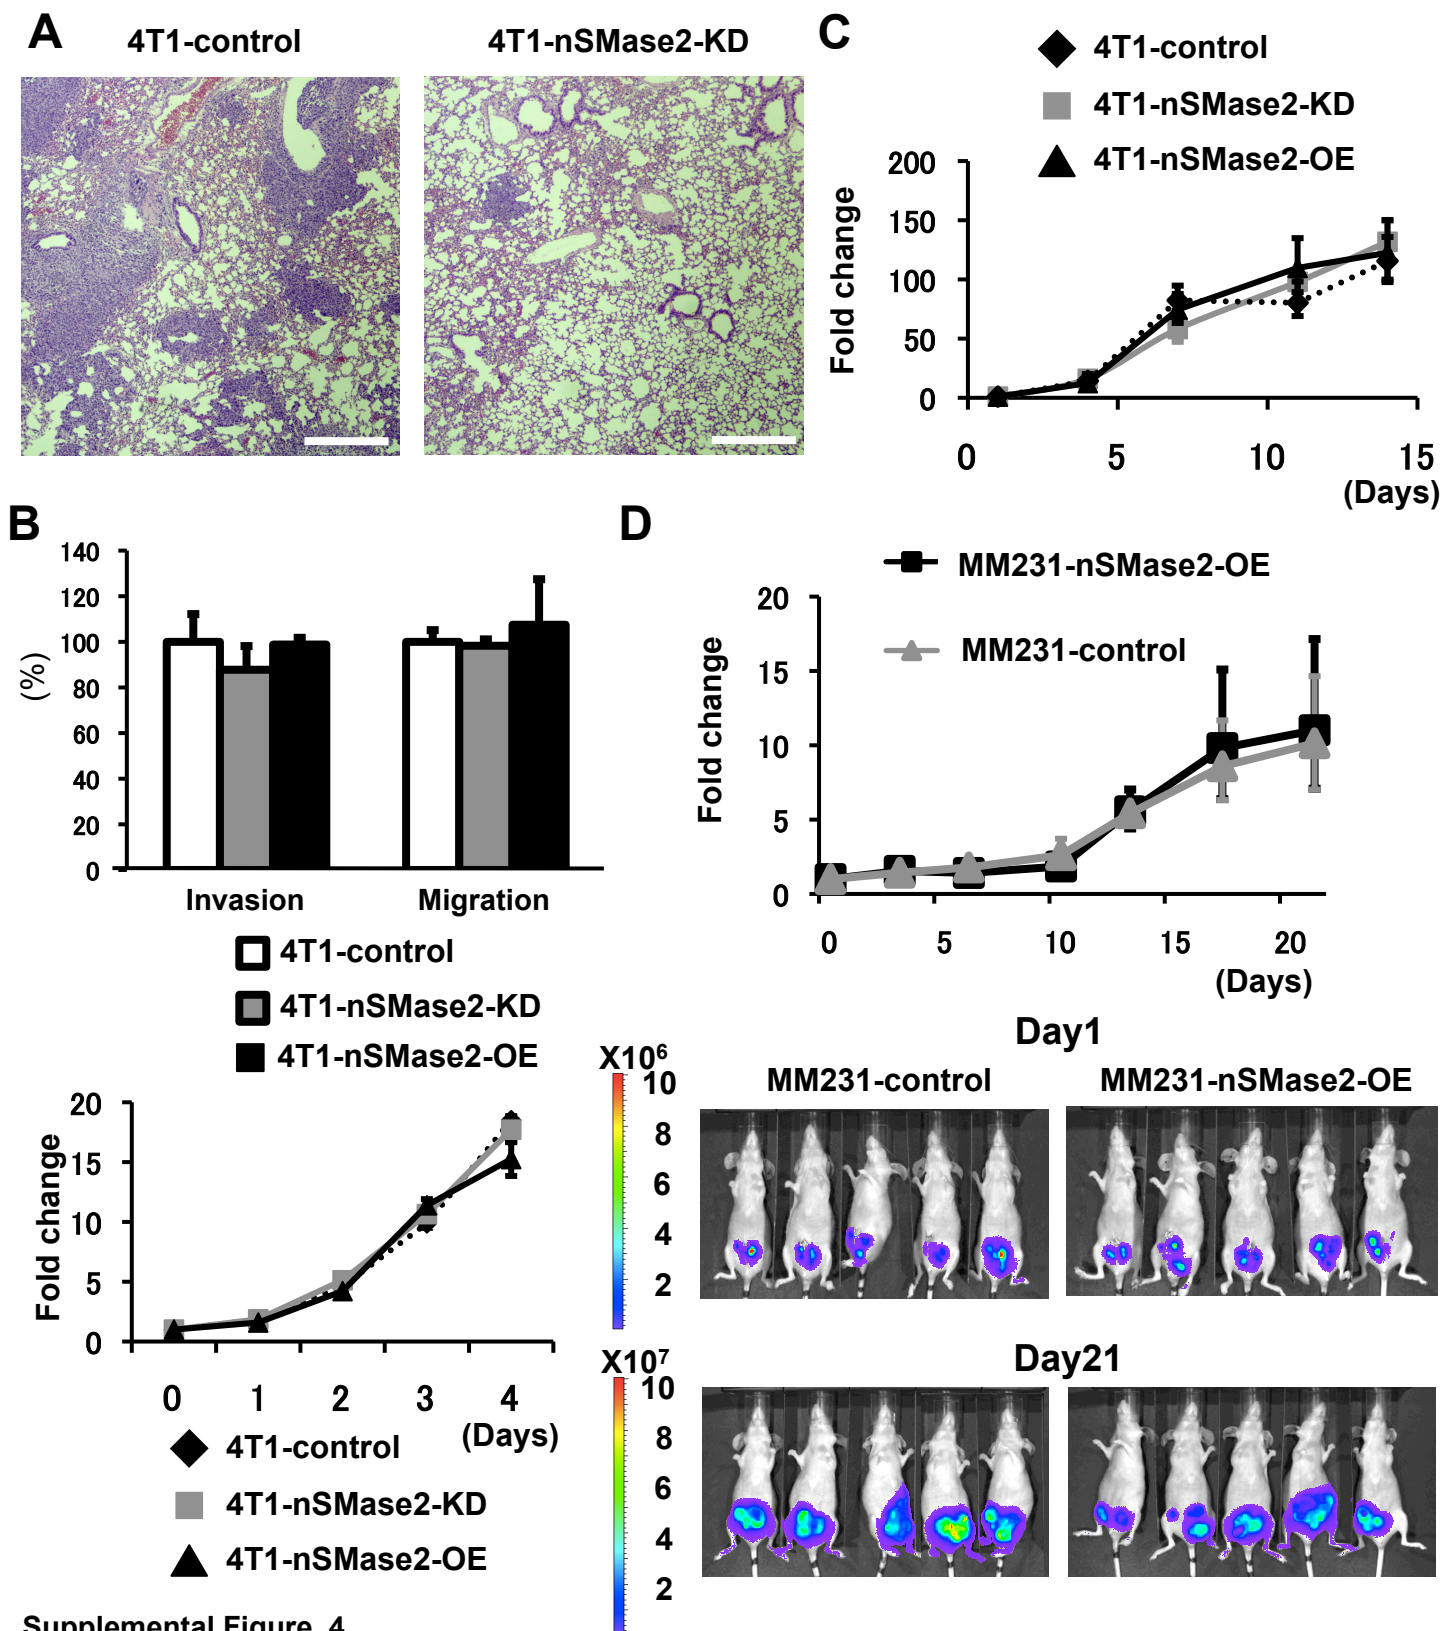 A
4T1-control
4T1-nSMase2-KD
C
4T1-control
4T1-nSMase2-KD
4T1-nSMase2-OE
Fold change
200
150
100
50
0
0 5 10 15
(Days)
B
(%)
140
120
100
80
60
40
20
0
Invasion Migration
4T1-control
4T1-nSMase2-KD
4T1-nSMase2-OE
Fold change
20
15
10
5
0
0 1 2 3 4
(Days)
4T1-control
4T1-nSMase2-KD
4T1-nSMase2-OE
D
MM231-nSMase2-OE
MM231-control
Fold change
20
15
10
5
0
0 5 10 15 20
(Days)
Day1
MM231-control
MM231-nSMase2-OE
X10⁶
10
8
6
4
2
Day21
X10⁷
10
8
6
4
2
Supplemental Figure. 4